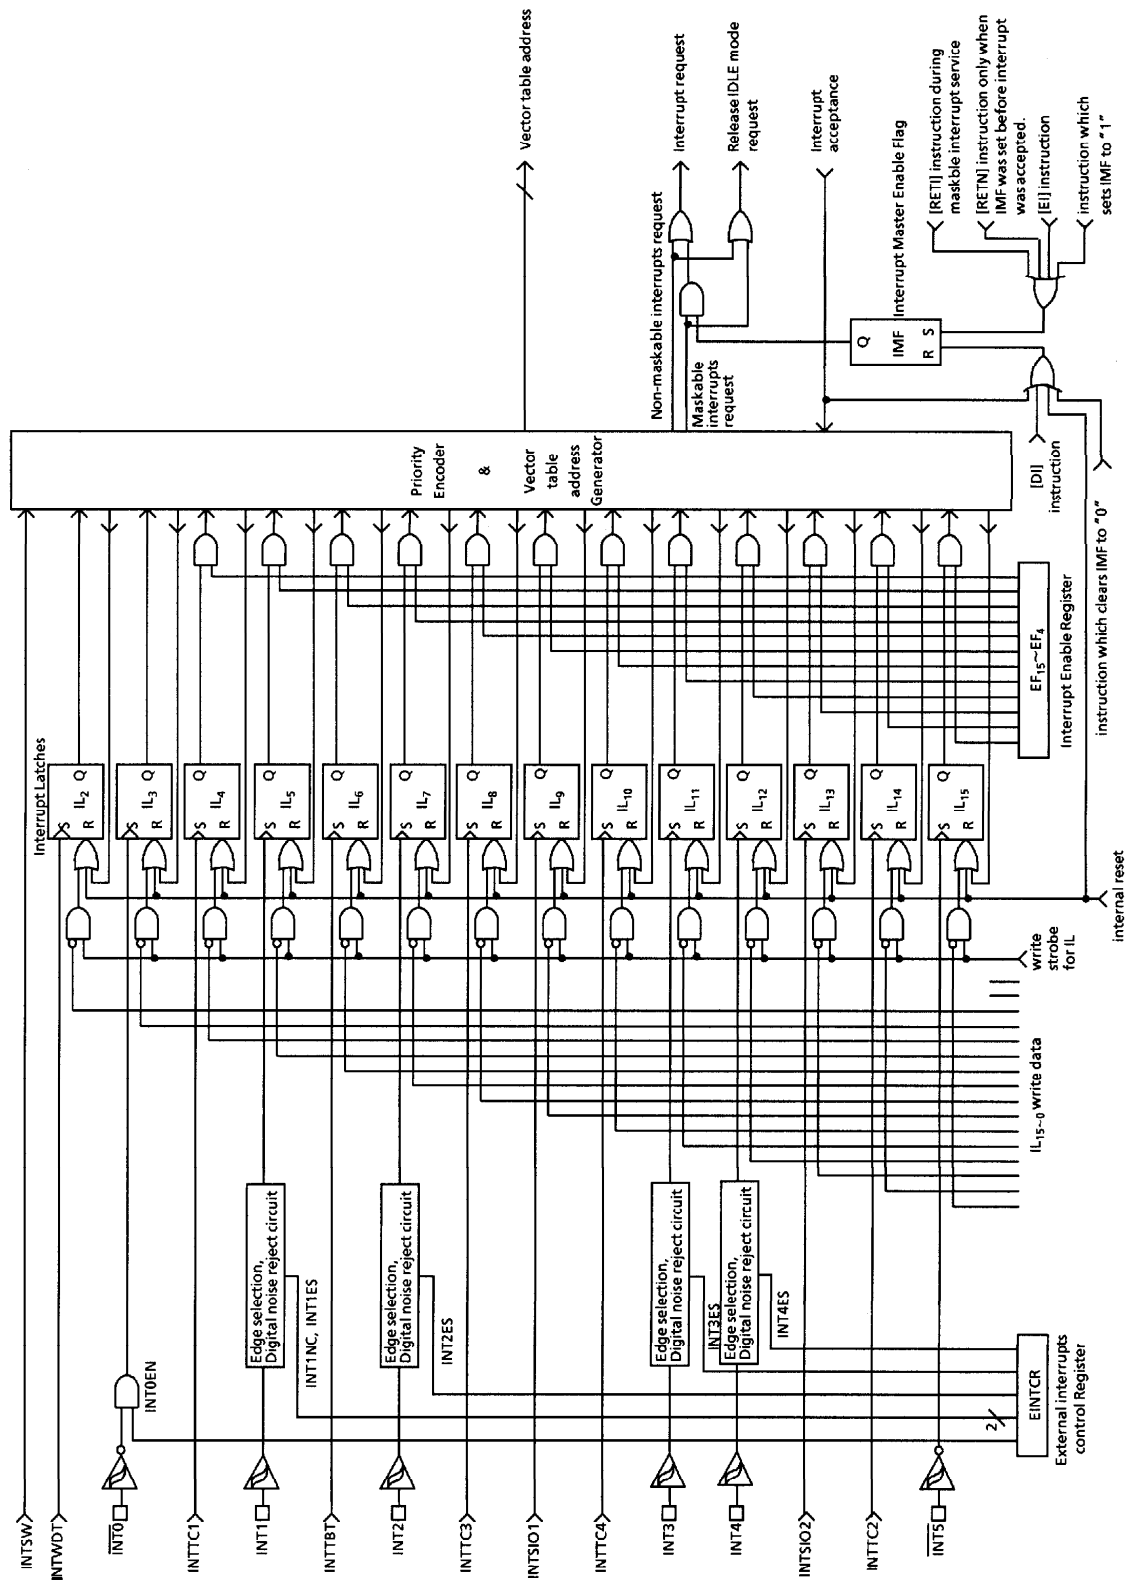 Vector table address
Interrupt request
Release IDLE mode
request
Interrupt
acceptance
Interrupt Master Enable Flag
[RETI] instruction during
maskble interrupt service
[RETN] instruction only when
IMF was set before interrupt
was accepted.
[EI] instruction
instruction which
sets IMF to "1"
Non-maskable interrupts request
Maskable
interrupts
request
Q
IMF
R S
[DI]
instruction
instruction which clears IMF to "0"
Priority
Encoder
&
Vector
table
address
Generator
EF15~EF4
Interrupt Enable Register
Interrupt Latches
S IL2 R Q
S IL3 R Q
S IL4 R Q
S IL5 R Q
S IL6 R Q
S IL7 R Q
S IL8 R Q
S IL9 R Q
S IL10 R Q
S IL11 R Q
S IL12 R Q
S IL13 R Q
S IL14 R Q
S IL15 R Q
internal reset
write
strobe
for IL
IL15~0 write data
Edge selection,
Digital noise reject circuit
INT1NC, INT1ES
Edge selection,
Digital noise reject circuit
INT2ES
Edge selection,
Digital noise reject circuit
INT3ES
Edge selection,
Digital noise reject circuit
INT4ES
INT0EN
2
EINTCR
External interrupts
control Register
INTSW
INTWDT
I̅N̅T̅0̅
INTTC1
INT1
INTTBT
INT2
INTTC3
INTSIO1
INTTC4
INT3
INT4
INTSIO2
INTTC2
I̅N̅T̅5̅